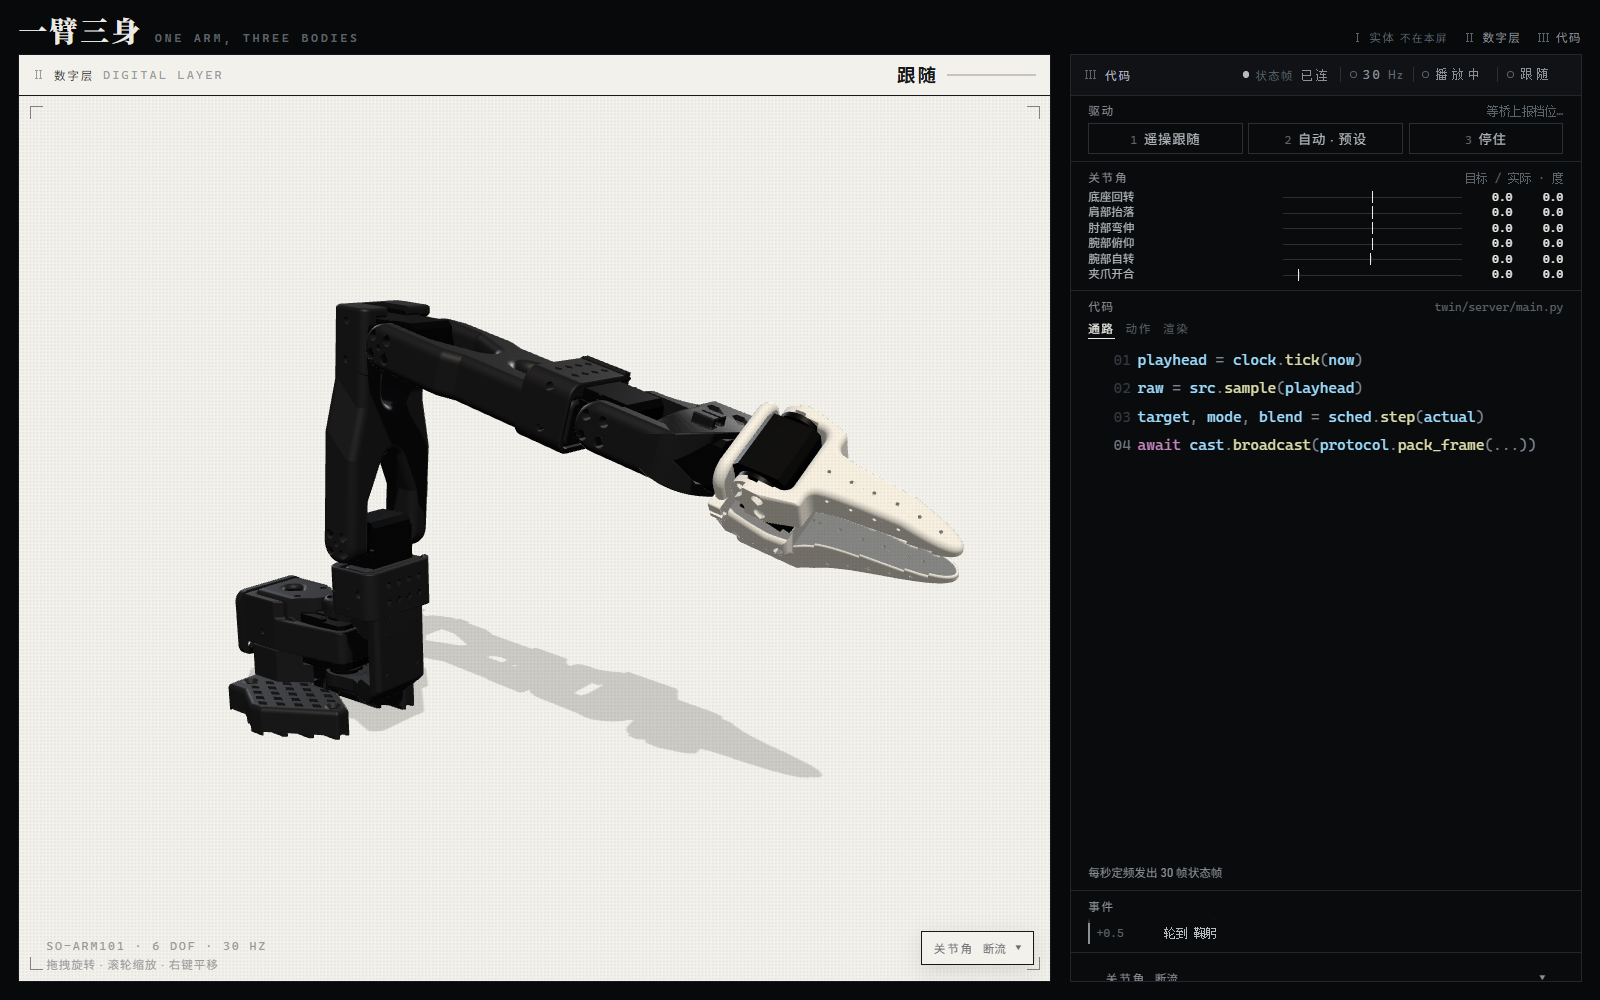 一臂三身 ONE ARM, THREE BODIES
I 实体 不在本屏 II 数字层 III 代码
II 数字层 DIGITAL LAYER
跟随
III 代码
状态帧 已连
30 Hz
播放中
跟随
驱动
等桥上报档位…
1 遥操跟随
2 自动 · 预设
3 停住
关节角
目标 / 实际 · 度
底座回转 0.0 0.0
肩部抬落 0.0 0.0
肘部弯伸 0.0 0.0
腕部俯仰 0.0 0.0
腕部自转 0.0 0.0
夹爪开合 0.0 0.0
代码
twin/server/main.py
通路 动作 渲染
01 playhead = clock.tick(now)
02 raw = src.sample(playhead)
03 target, mode, blend = sched.step(actual)
04 await cast.broadcast(protocol.pack_frame(...))
每秒定频发出 30 帧状态帧
事件
+0.5 轮到 鞠躬
关节角 断流 ▾
SO-ARM101 · 6 DOF · 30 HZ
拖拽旋转 · 滚轮缩放 · 右键平移
关节角 断流 ▾